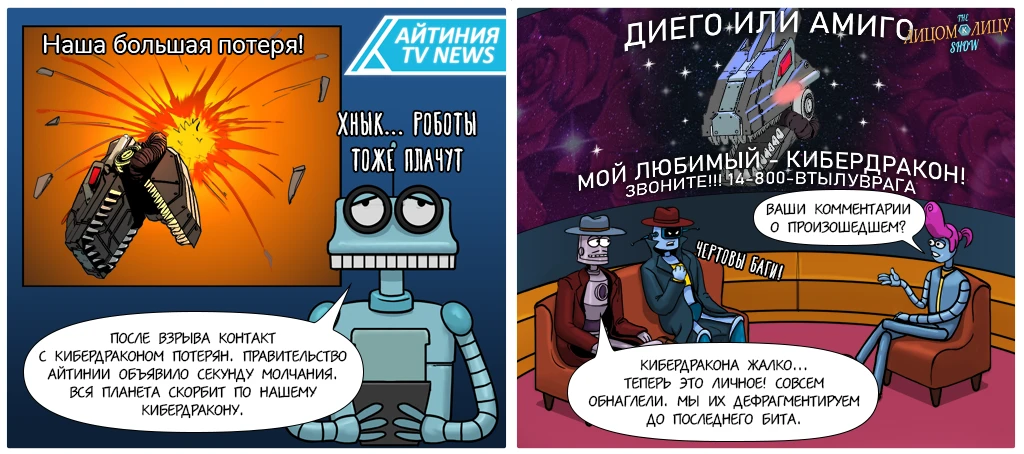 Наша большая потеря!
АЙТИНИЯ
TV NEWS
ХНЫК... РОБОТЫ
ТОЖЕ ПЛАЧУТ
ПОСЛЕ ВЗРЫВА КОНТАКТ
С КИБЕРДРАКОНОМ ПОТЕРЯН. ПРАВИТЕЛЬСТВО
АЙТИНИИ ОБЪЯВИЛО СЕКУНДУ МОЛЧАНИЯ.
ВСЯ ПЛАНЕТА СКОРБИТ ПО НАШЕМУ
КИБЕРДРАКОНУ.
ДИЕГО ИЛИ АМИГО
THE
ЛИЦОМ К ЛИЦУ
SHOW
МОЙ ЛЮБИМЫЙ - КИБЕРДРАКОН!
ЗВОНИТЕ!!! 14-800-ВТЫЛУВРАГА
ВАШИ КОММЕНТАРИИ
О ПРОИЗОШЕДШЕМ?
ЧЕРТОВЫ БАГИ!
КИБЕРДРАКОНА ЖАЛКО...
ТЕПЕРЬ ЭТО ЛИЧНОЕ! СОВСЕМ
ОБНАГЛЕЛИ. МЫ ИХ ДЕФРАГМЕНТИРУЕМ
ДО ПОСЛЕДНЕГО БИТА.